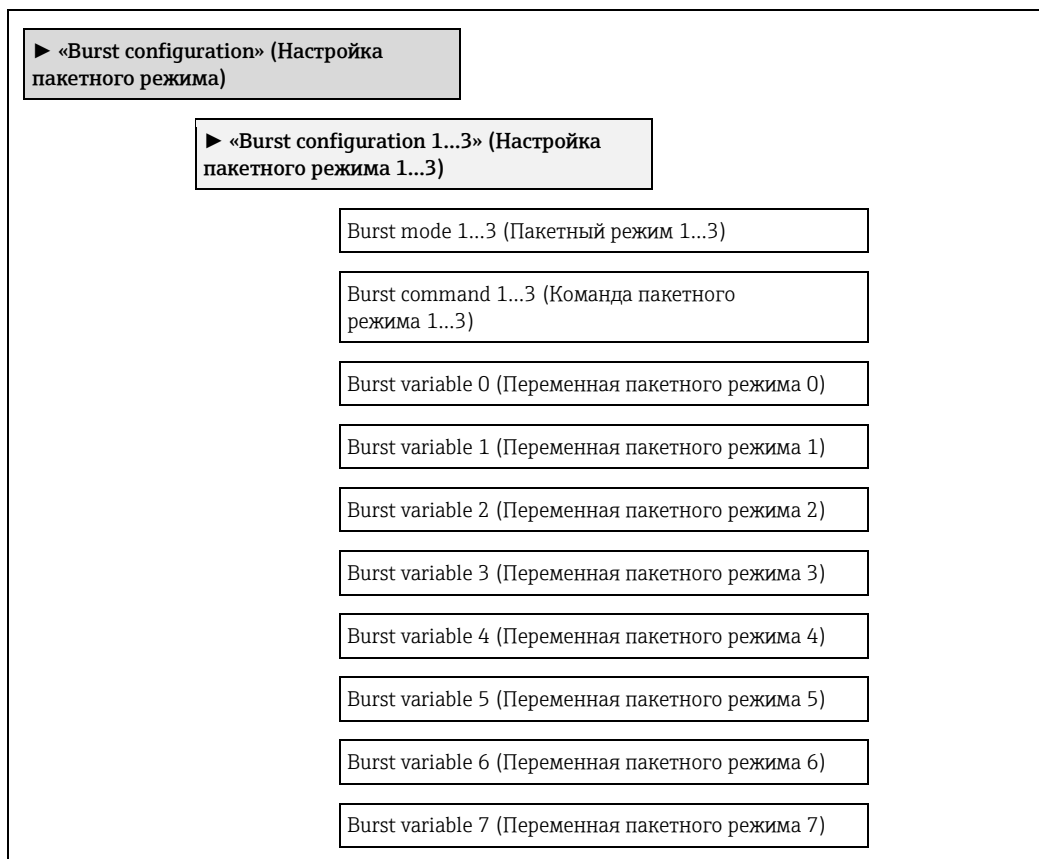 ► «Burst configuration» (Настройка
пакетного режима)
► «Burst configuration 1...3» (Настройка
пакетного режима 1...3)
Burst mode 1...3 (Пакетный режим 1...3)
Burst command 1...3 (Команда пакетного
режима 1...3)
Burst variable 0 (Переменная пакетного режима 0)
Burst variable 1 (Переменная пакетного режима 1)
Burst variable 2 (Переменная пакетного режима 2)
Burst variable 3 (Переменная пакетного режима 3)
Burst variable 4 (Переменная пакетного режима 4)
Burst variable 5 (Переменная пакетного режима 5)
Burst variable 6 (Переменная пакетного режима 6)
Burst variable 7 (Переменная пакетного режима 7)